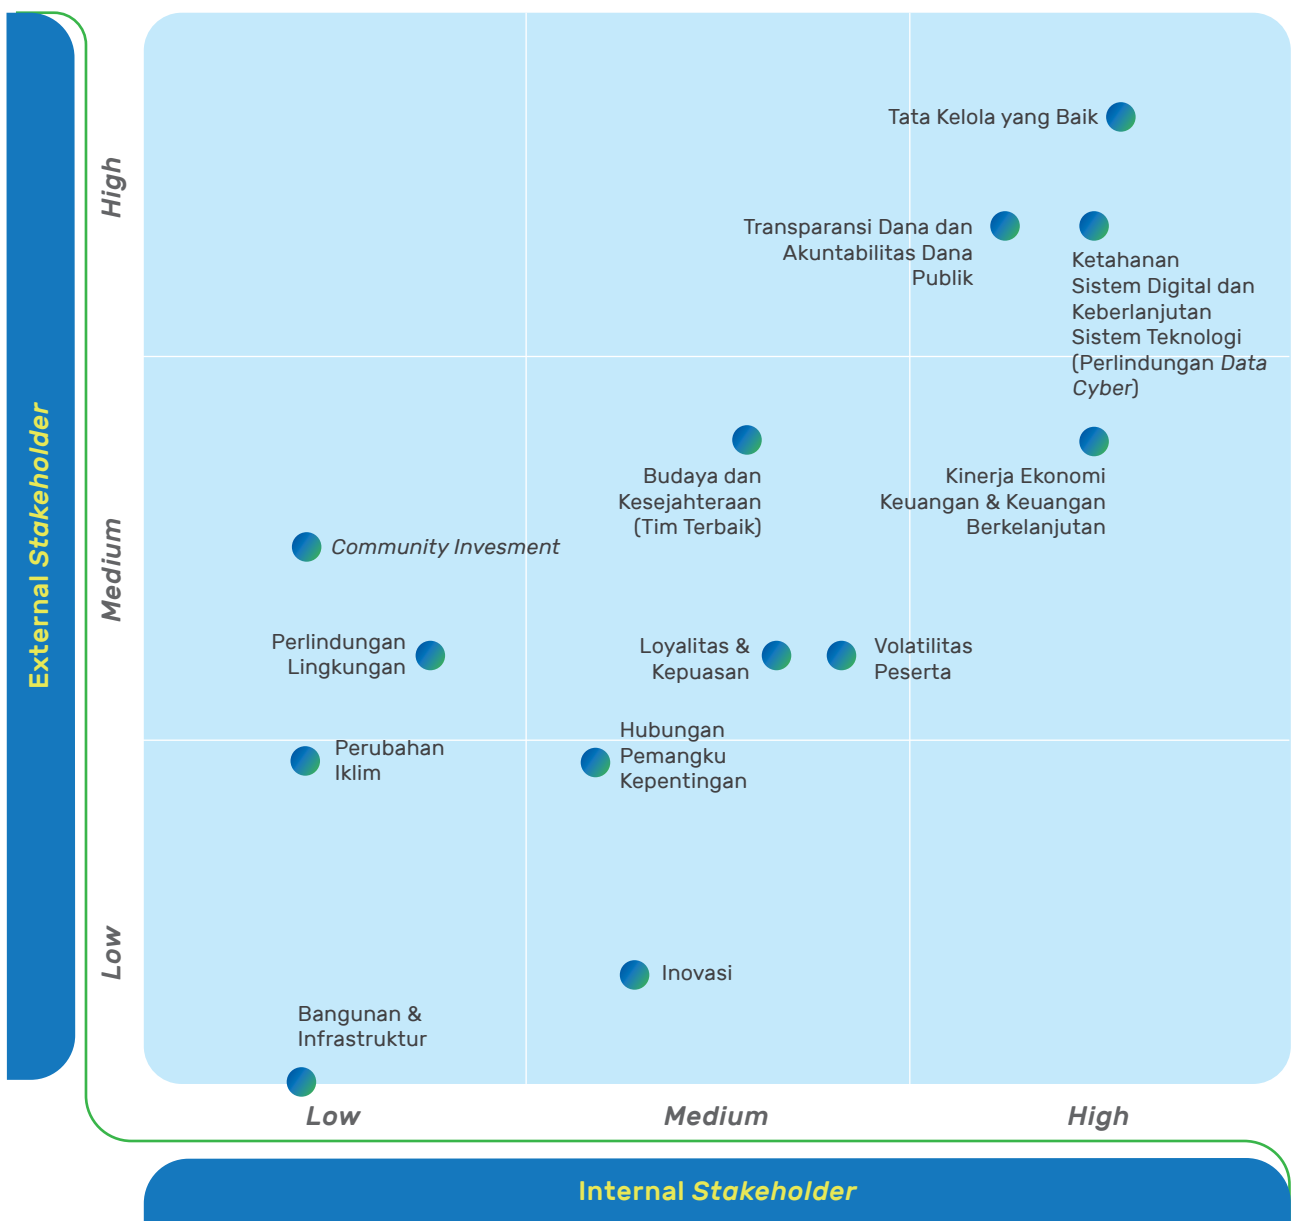 External Stakeholder
High
Medium
Low
Tata Kelola yang Baik
Transparansi Dana dan
Akuntabilitas Dana
Publik
Ketahanan
Sistem Digital dan
Keberlanjutan
Sistem Teknologi
(Perlindungan Data
Cyber)
Budaya dan
Kesejahteraan
(Tim Terbaik)
Kinerja Ekonomi
Keuangan & Keuangan
Berkelanjutan
Community Invesment
Perlindungan
Lingkungan
Loyalitas &
Kepuasan
Volatilitas
Peserta
Perubahan
Iklim
Hubungan
Pemangku
Kepentingan
Inovasi
Bangunan &
Infrastruktur
Low
Medium
High
Internal Stakeholder